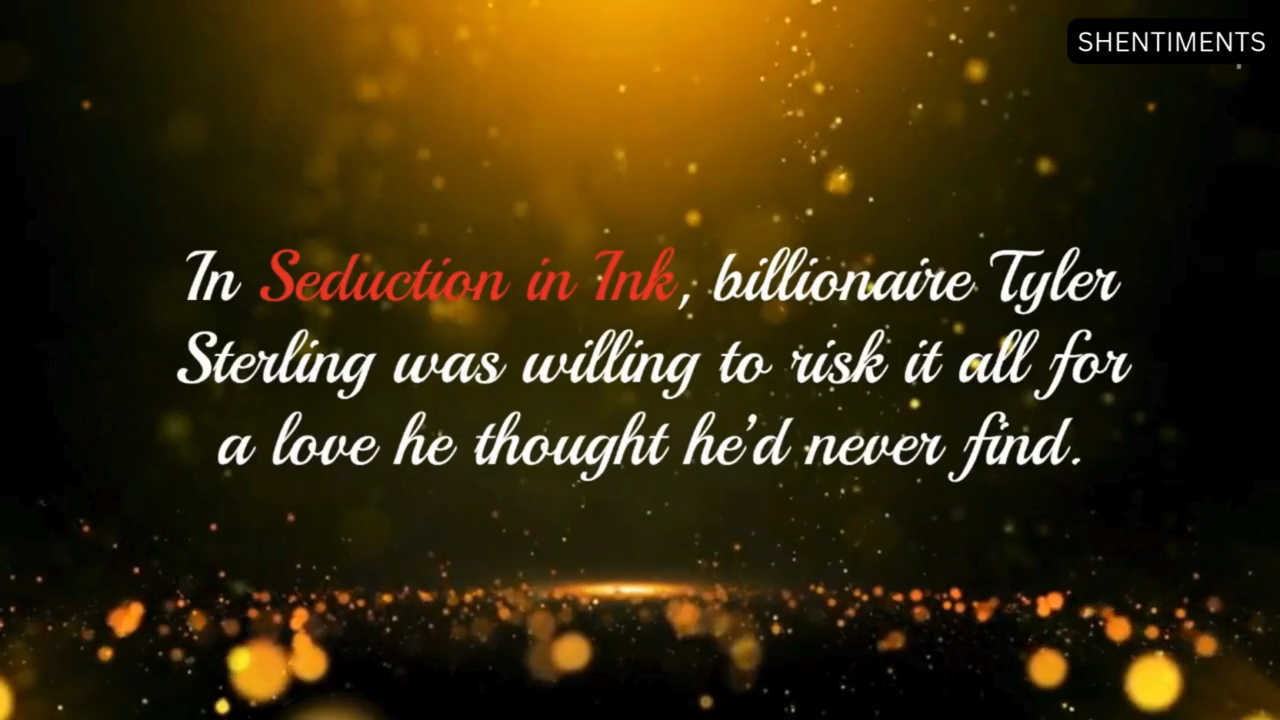 SHENTIMENTS
In Seduction in Ink, billionaire Tyler
Sterling was willing to risk it all for
a love he thought he’d never find.